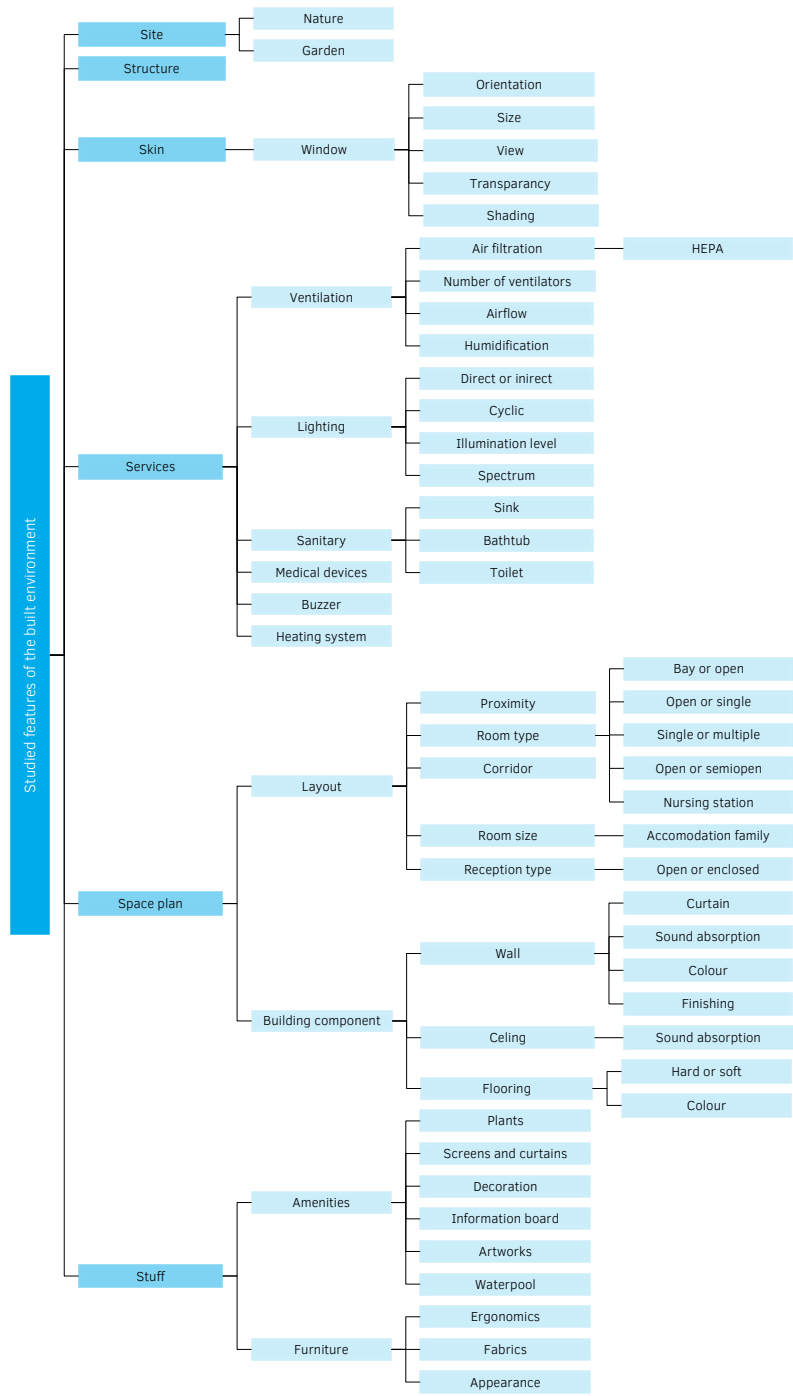 Studied features of the built environment
Site
Nature
Garden
Structure
Skin
Window
Orientation
Size
View
Transparancy
Shading
Services
Ventilation
Air filtration
HEPA
Number of ventilators
Airflow
Humidification
Lighting
Direct or inirect
Cyclic
Illumination level
Spectrum
Sanitary
Sink
Bathtub
Toilet
Medical devices
Buzzer
Heating system
Space plan
Layout
Proximity
Room type
Bay or open
Open or single
Single or multiple
Open or semiopen
Nursing station
Corridor
Room size
Accomodation family
Reception type
Open or enclosed
Building component
Wall
Curtain
Sound absorption
Colour
Finishing
Celing
Sound absorption
Flooring
Hard or soft
Colour
Stuff
Amenities
Plants
Screens and curtains
Decoration
Information board
Artworks
Waterpool
Furniture
Ergonomics
Fabrics
Appearance